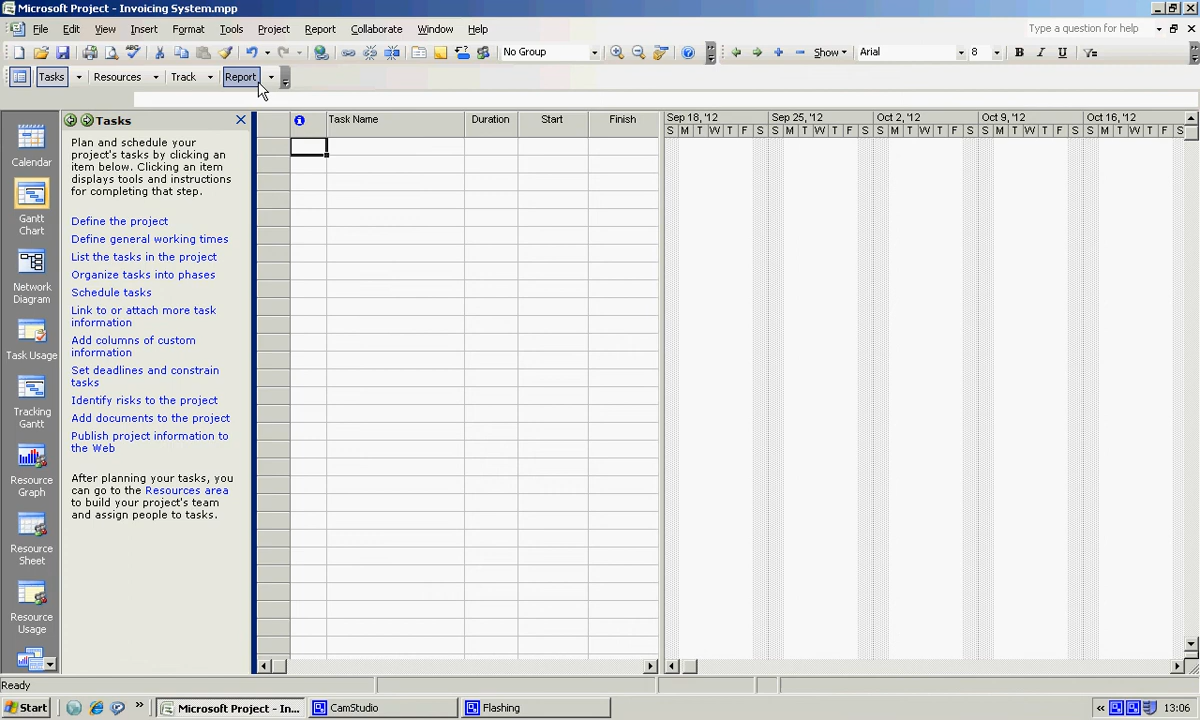 Microsoft Project - Invoicing System.mpp
File Edit View Insert Format Tools Project Report Collaborate Window Help Type a question for help
No Group Show Arial 8 B I U
Tasks Resources Track Report
Tasks
Plan and schedule your
project's tasks by clicking an
item below. Clicking an item
displays tools and instructions
for completing that step.
Define the project
Define general working times
List the tasks in the project
Organize tasks into phases
Schedule tasks
Link to or attach more task
information
Add columns of custom
information
Set deadlines and constrain
tasks
Identify risks to the project
Add documents to the project
Publish project information to
the Web
After planning your tasks, you
can go to the Resources area
to build your project's team
and assign people to tasks.
Calendar
Gantt
Chart
Network
Diagram
Task Usage
Tracking
Gantt
Resource
Graph
Resource
Sheet
Resource
Usage
Task Name Duration Start Finish
Sep 18, '12 Sep 25, '12 Oct 2, '12 Oct 9, '12 Oct 16, '12
S M T W T F S S M T W T F S S M T W T F S S M T W T F S S M T W T F S
Ready
Start Microsoft Project - In... CamStudio Flashing 13:06